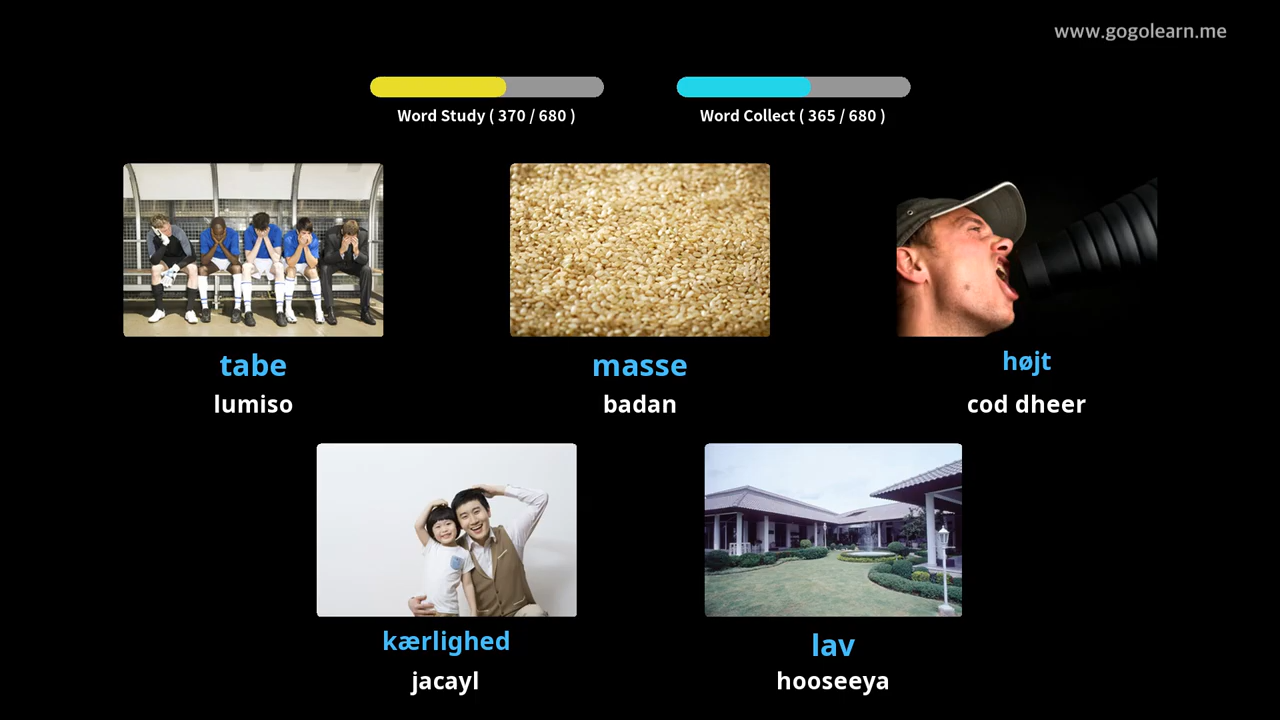 www.gogolearn.me
Word Study ( 370 / 680 )
Word Collect ( 365 / 680 )
tabe
lumiso
masse
badan
højt
cod dheer
kærlighed
jacayl
lav
hooseeya